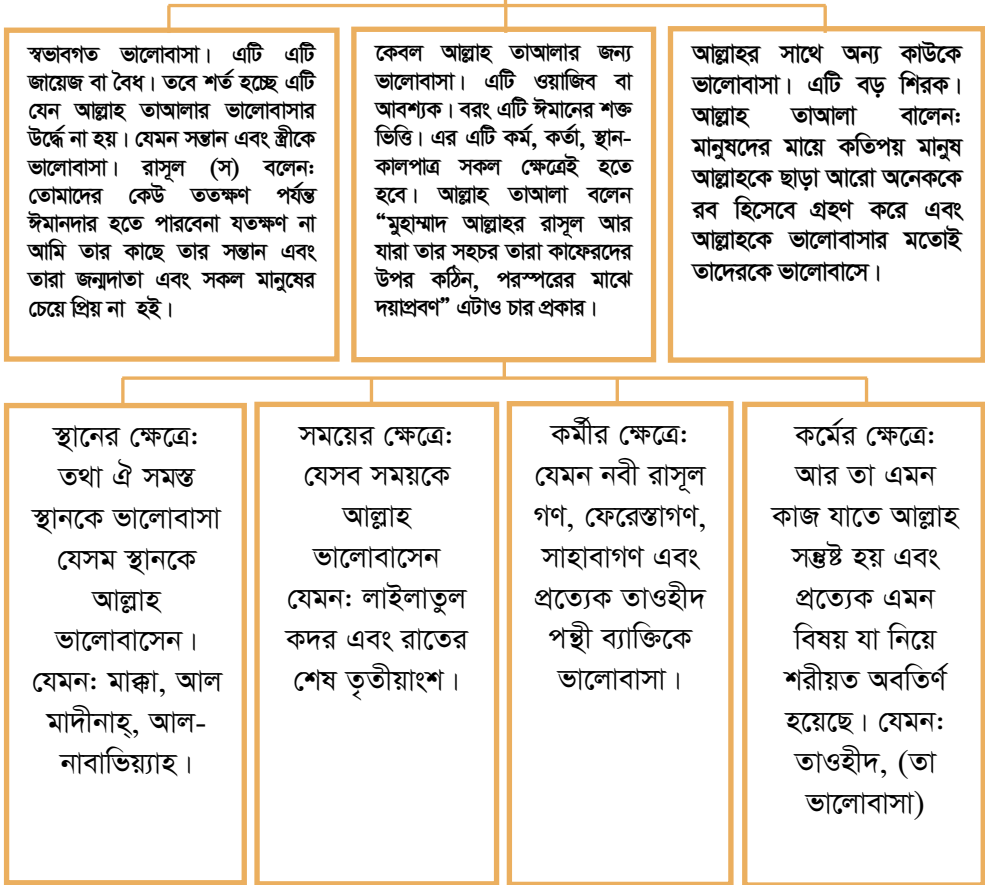 স্বভাবগত ভালোবাসা। এটি এটি
জায়েজ বা বৈধ। তবে শর্ত হচ্ছে এটি
যেন আল্লাহ তাআলার ভালোবাসার
উর্দ্ধে না হয়। যেমন সন্তান এবং স্ত্রীকে
ভালোবাসা। রাসূল (স) বলেন:
তোমাদের কেউ ততক্ষণ পর্যন্ত
ঈমানদার হতে পারবেনা যতক্ষণ না
আমি তার কাছে তার সন্তান এবং
তারা জন্মদাতা এবং সকল মানুষের
চেয়ে প্রিয় না হই।
কেবল আল্লাহ তাআলার জন্য
ভালোবাসা। এটি ওয়াজিব বা
আবশ্যক। বরং এটি ঈমানের শক্ত
ভিত্তি। এর এটি কর্ম, কর্তা, স্থান-
কালপাত্র সকল ক্ষেত্রেই হতে
হবে। আল্লাহ তাআলা বলেন
“মুহাম্মাদ আল্লাহর রাসূল আর
যারা তার সহচর তারা কাফেরদের
উপর কঠিন, পরস্পরের মাঝে
দয়াপ্রবণ” এটাও চার প্রকার।
আল্লাহর সাথে অন্য কাউকে
ভালোবাসা। এটি বড় শিরক।
আল্লাহ তাআলা বালেন:
মানুষদের মায়ে কতিপয় মানুষ
আল্লাহকে ছাড়া আরো অনেককে
রব হিসেবে গ্রহণ করে এবং
আল্লাহকে ভালোবাসার মতোই
তাদেরকে ভালোবাসে।
স্থানের ক্ষেত্রে:
তথা ঐ সমস্ত
স্থানকে ভালোবাসা
যেসম স্থানকে
আল্লাহ
ভালোবাসেন।
যেমন: মাক্কা, আল
মাদীনাহ্, আল-
নাবাভিয়্যাহ।
সময়ের ক্ষেত্রে:
যেসব সময়কে
আল্লাহ
ভালোবাসেন
যেমন: লাইলাতুল
কদর এবং রাতের
শেষ তৃতীয়াংশ।
কর্মীর ক্ষেত্রে:
যেমন নবী রাসূল
গণ, ফেরেস্তাগণ,
সাহাবাগণ এবং
প্রত্যেক তাওহীদ
পন্থী ব্যাক্তিকে
ভালোবাসা।
কর্মের ক্ষেত্রে:
আর তা এমন
কাজ যাতে আল্লাহ
সন্তুষ্ট হয় এবং
প্রত্যেক এমন
বিষয় যা নিয়ে
শরীয়ত অবতির্ণ
হয়েছে। যেমন:
তাওহীদ, (তা
ভালোবাসা)